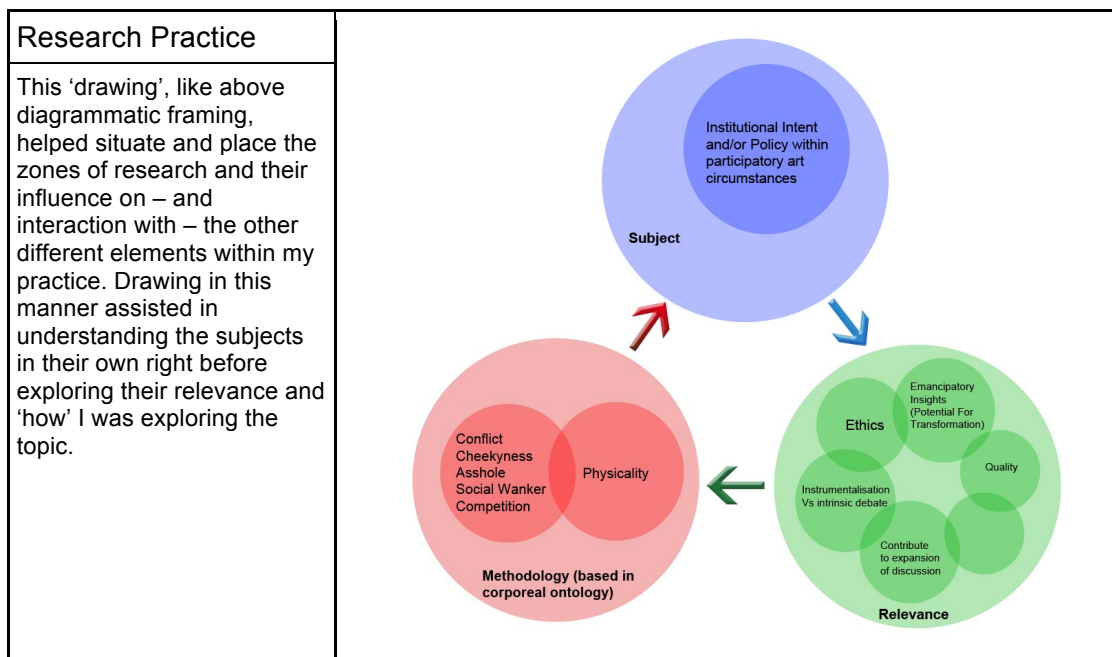 Research Practice
This ‘drawing’, like above
diagrammatic framing,
helped situate and place the
zones of research and their
influence on – and
interaction with – the other
different elements within my
practice. Drawing in this
manner assisted in
understanding the subjects
in their own right before
exploring their relevance and
‘how’ I was exploring the
topic.
Institutional Intent
and/or Policy within
participatory art
circumstances
Subject
Emancipatory
Insights
(Potential For
Transformation)
Ethics
Quality
Instrumentalisation
Vs intrinsic debate
Contribute
to expansion
of discussion
Relevance
Conflict
Cheekyness
Asshole
Social Wanker
Competition
Physicality
Methodology (based in
corporeal ontology)